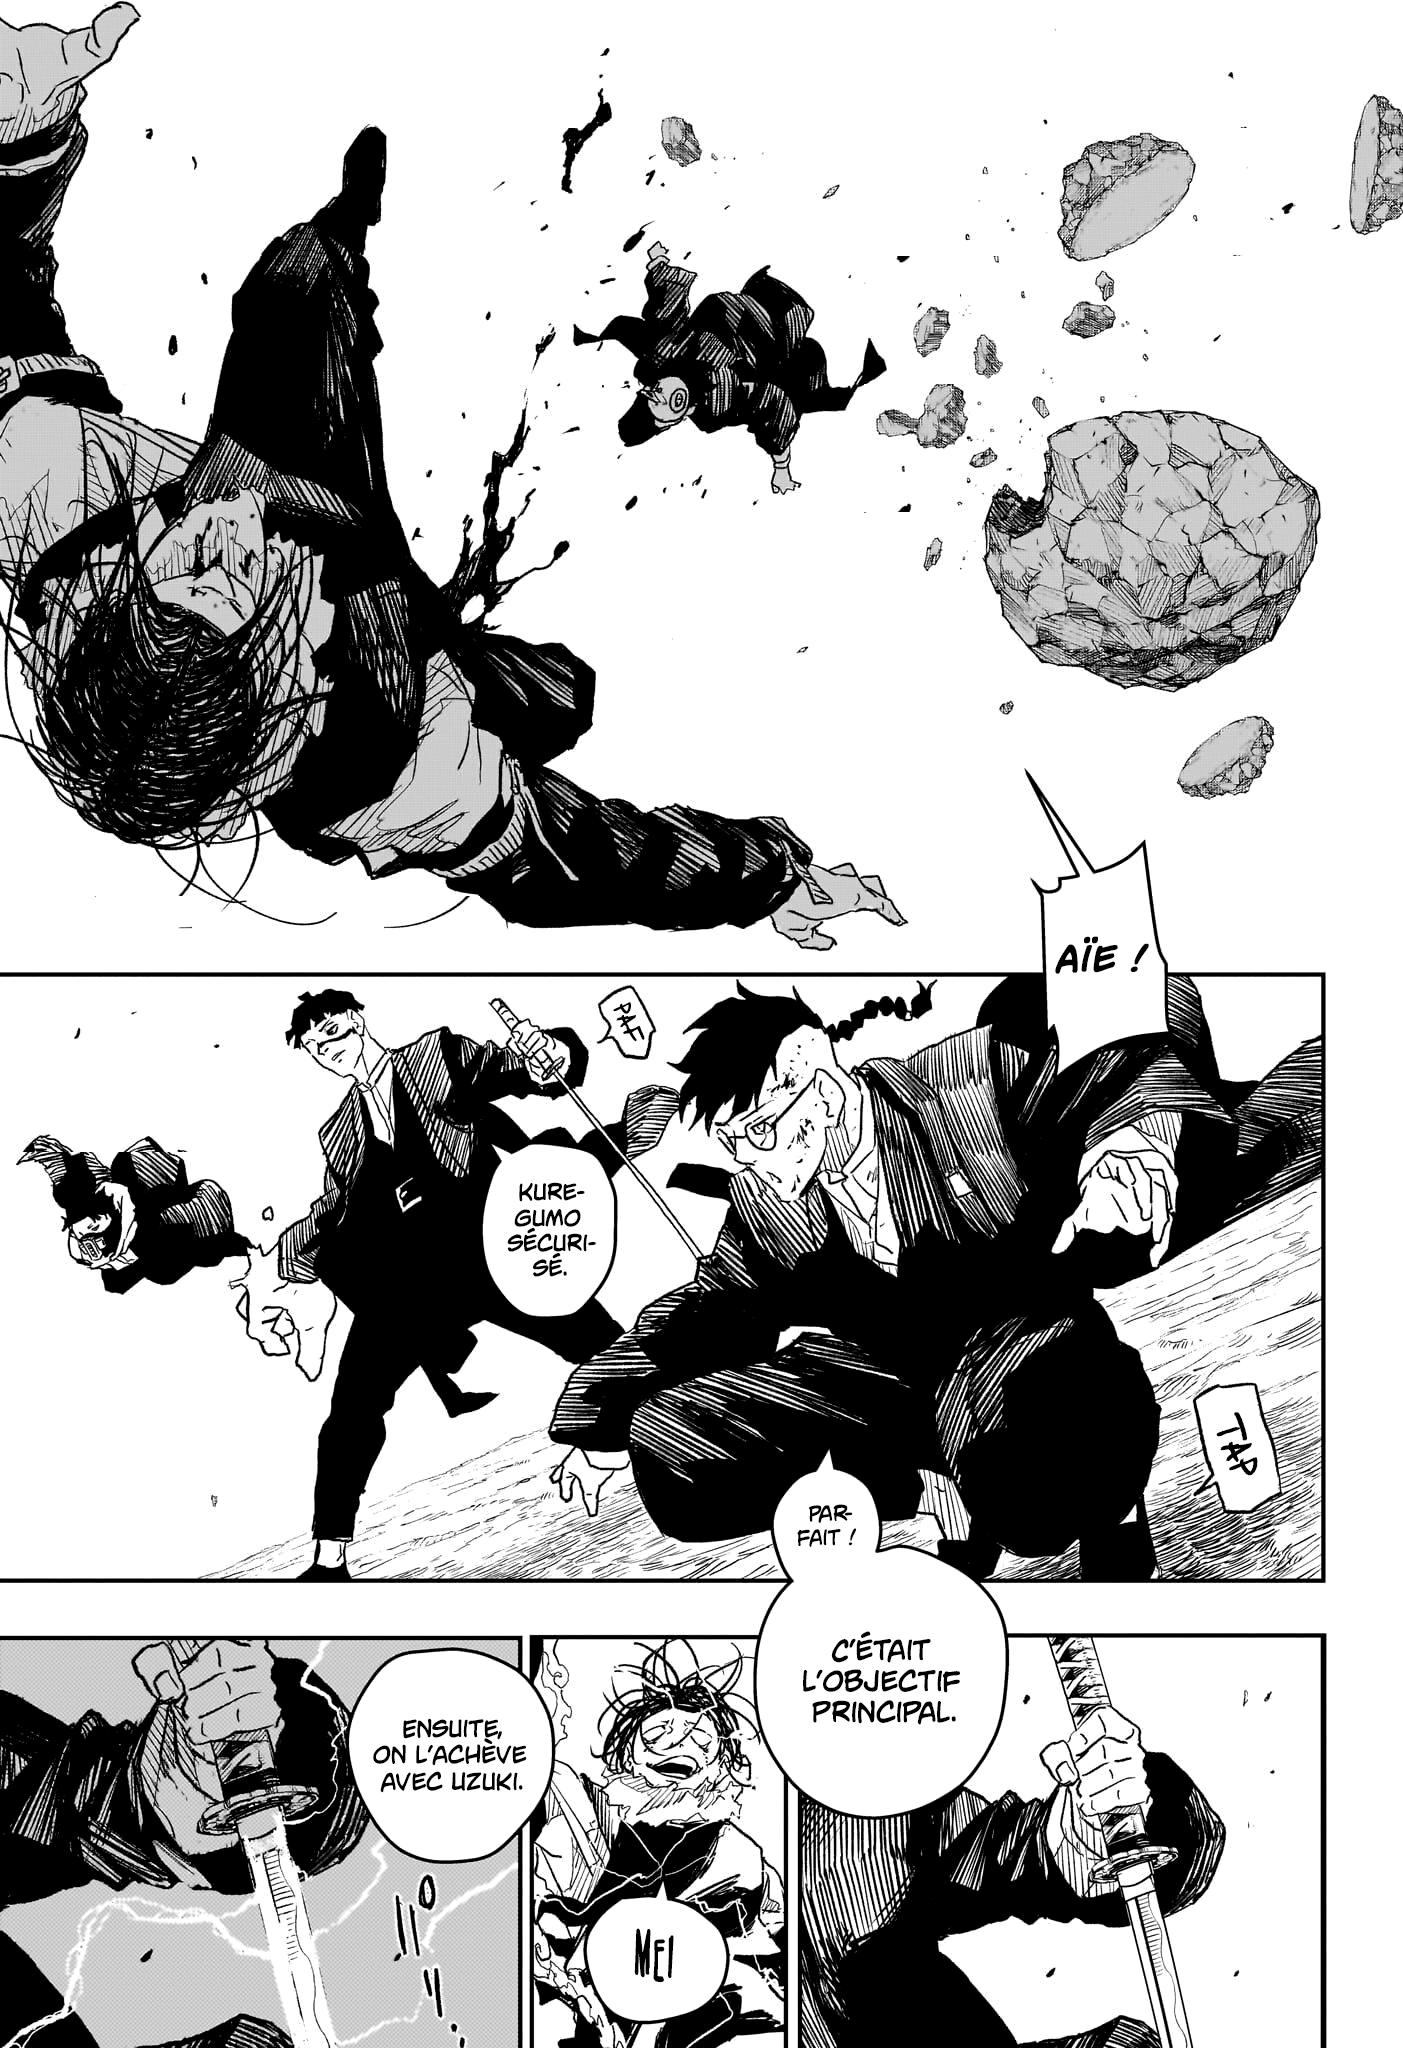 AÏE !
PAF
KURE-
GUMO
SÉCURI-
SÉ.
TAP
PAR-
FAIT !
C'ÉTAIT
L'OBJECTIF
PRINCIPAL.
MEI
ENSUITE,
ON L'ACHÈVE
AVEC UZUKI.